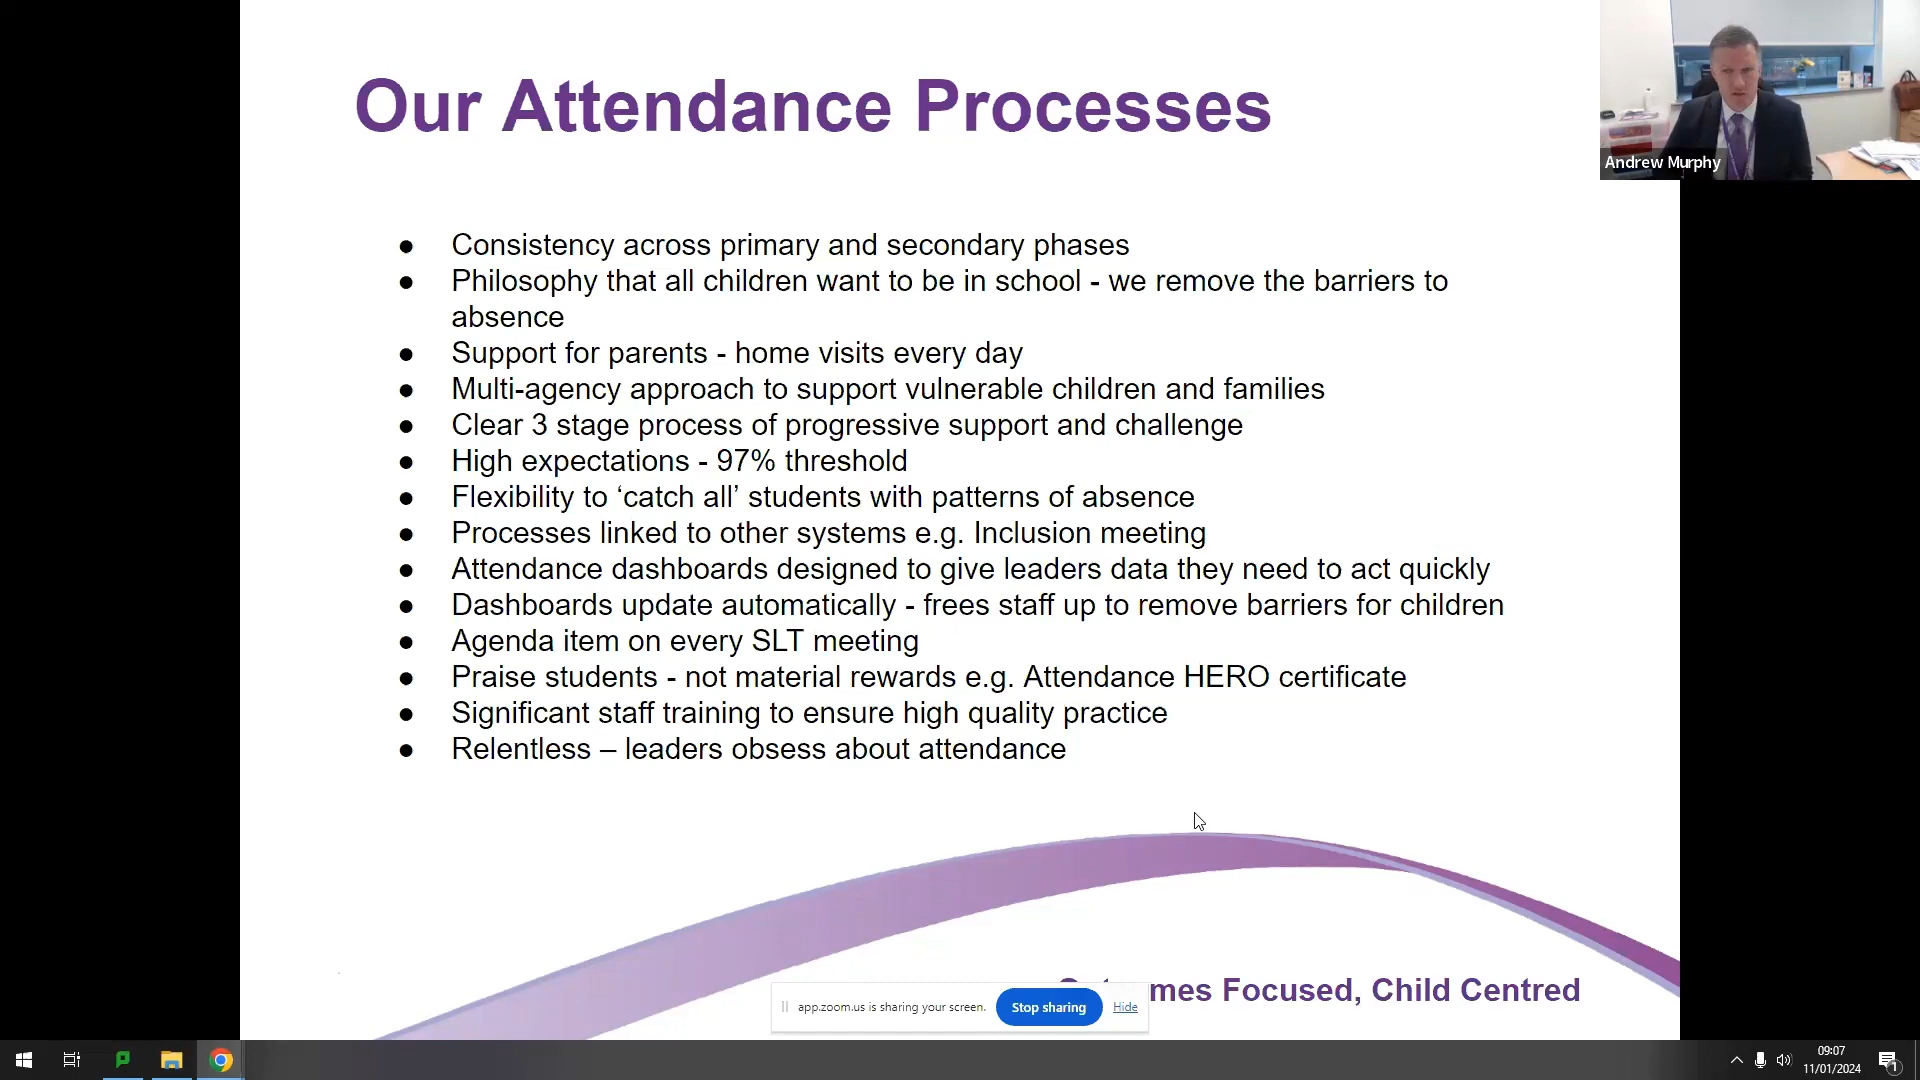 Our Attendance Processes
Andrew Murphy
● Consistency across primary and secondary phases
● Philosophy that all children want to be in school - we remove the barriers to
absence
● Support for parents - home visits every day
● Multi-agency approach to support vulnerable children and families
● Clear 3 stage process of progressive support and challenge
● High expectations - 97% threshold
● Flexibility to ‘catch all’ students with patterns of absence
● Processes linked to other systems e.g. Inclusion meeting
● Attendance dashboards designed to give leaders data they need to act quickly
● Dashboards update automatically - frees staff up to remove barriers for children
● Agenda item on every SLT meeting
● Praise students - not material rewards e.g. Attendance HERO certificate
● Significant staff training to ensure high quality practice
● Relentless – leaders obsess about attendance
Focused, Child Centred
app.zoom.us is sharing your screen. Stop sharing Hide
09:07
11/01/2024
1